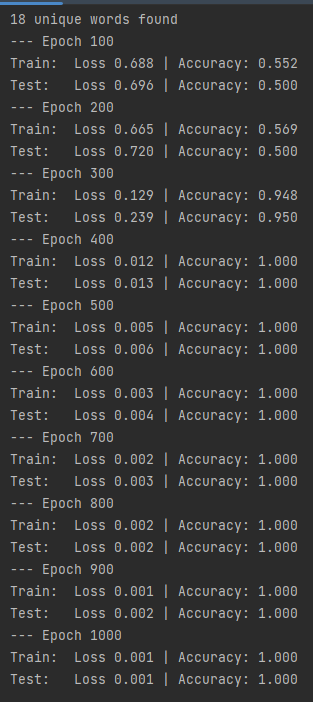 18 unique words found
--- Epoch 100
Train:  Loss 0.688 | Accuracy: 0.552
Test:   Loss 0.696 | Accuracy: 0.500
--- Epoch 200
Train:  Loss 0.665 | Accuracy: 0.569
Test:   Loss 0.720 | Accuracy: 0.500
--- Epoch 300
Train:  Loss 0.129 | Accuracy: 0.948
Test:   Loss 0.239 | Accuracy: 0.950
--- Epoch 400
Train:  Loss 0.012 | Accuracy: 1.000
Test:   Loss 0.013 | Accuracy: 1.000
--- Epoch 500
Train:  Loss 0.005 | Accuracy: 1.000
Test:   Loss 0.006 | Accuracy: 1.000
--- Epoch 600
Train:  Loss 0.003 | Accuracy: 1.000
Test:   Loss 0.004 | Accuracy: 1.000
--- Epoch 700
Train:  Loss 0.002 | Accuracy: 1.000
Test:   Loss 0.003 | Accuracy: 1.000
--- Epoch 800
Train:  Loss 0.002 | Accuracy: 1.000
Test:   Loss 0.002 | Accuracy: 1.000
--- Epoch 900
Train:  Loss 0.001 | Accuracy: 1.000
Test:   Loss 0.002 | Accuracy: 1.000
--- Epoch 1000
Train:  Loss 0.001 | Accuracy: 1.000
Test:   Loss 0.001 | Accuracy: 1.000